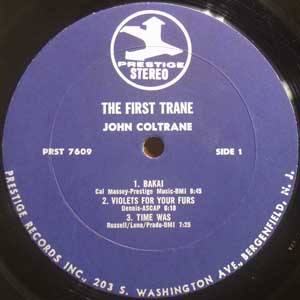 PRESTIGE
STEREO
THE FIRST TRANE
JOHN COLTRANE
PRST 7609
SIDE 1
1. BAKAI
Cal Massey-Prestige Music-BMI 8:45
2. VIOLETS FOR YOUR FURS
Dennis-ASCAP 6:10
3. TIME WAS
Russell/Luna/Prado-BMI 7:25
PRESTIGE RECORDS INC., 203 S. WASHINGTON AVE., BERGENFIELD, N. J.